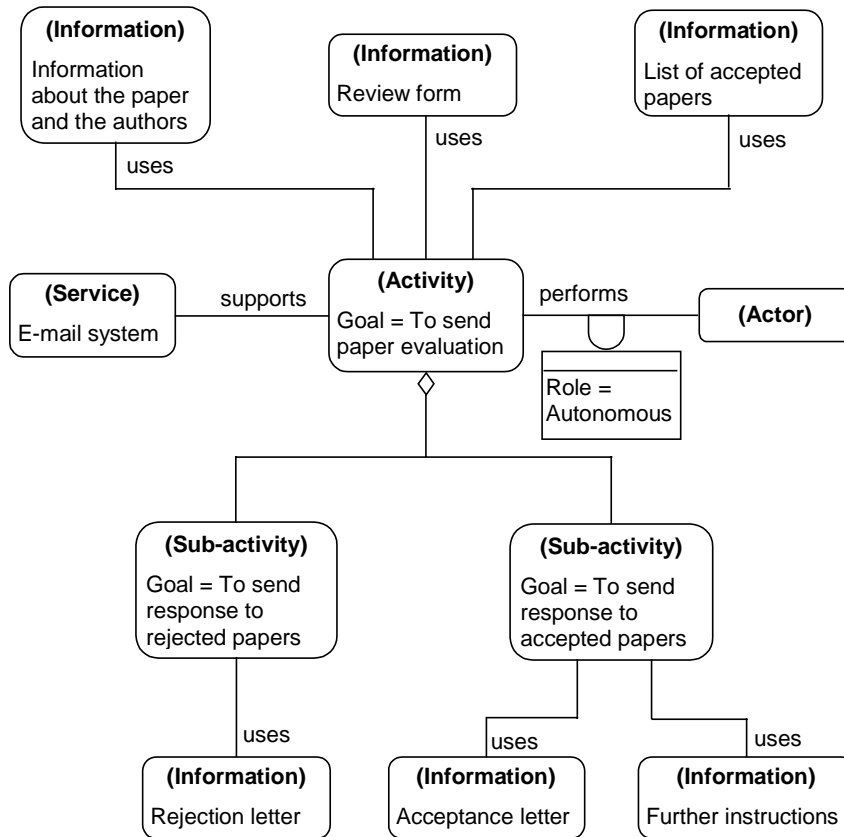 (Information)
Information
about the paper
and the authors
(Information)
Review form
(Information)
List of accepted
papers
uses
uses
uses
(Service)
E-mail system
supports
(Activity)
Goal = To send
paper evaluation
performs
(Actor)
Role =
Autonomous
(Sub-activity)
Goal = To send
response to
rejected papers
(Sub-activity)
Goal = To send
response to
accepted papers
uses
uses
uses
(Information)
Rejection letter
(Information)
Acceptance letter
(Information)
Further instructions